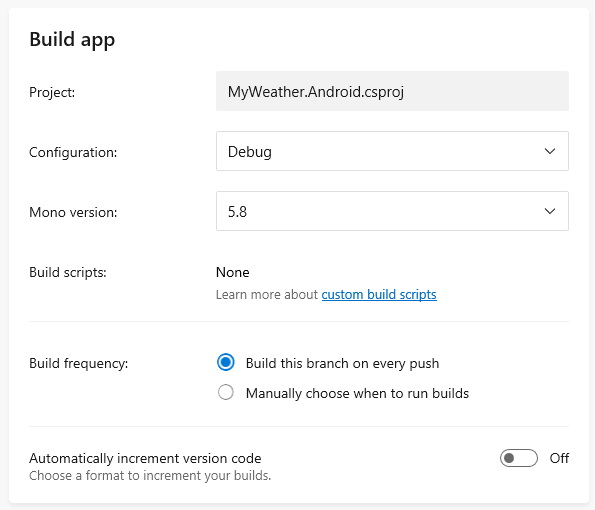 Build app
Project:
MyWeather.Android.csproj
Configuration:
Debug
Mono version:
5.8
Build scripts:
None
Learn more about custom build scripts
Build frequency:
Build this branch on every push
Manually choose when to run builds
Automatically increment version code
Off
Choose a format to increment your builds.